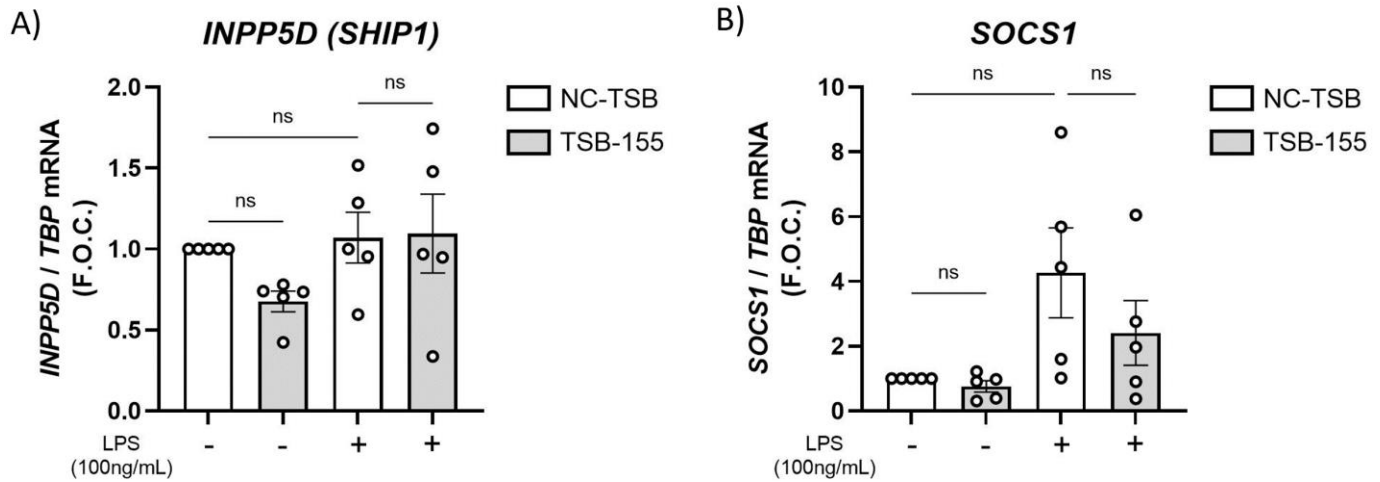 A)
INPP5D (SHIP1)
INPP5D / TBP mRNA
(F.O.C.)
2.0
1.5
1.0
0.5
0.0
ns
ns
ns
NC-TSB
TSB-155
LPS
(100ng/mL)
- - + +
B)
SOCS1
SOCS1 / TBP mRNA
(F.O.C.)
10
8
6
4
2
0
ns
ns
ns
NC-TSB
TSB-155
LPS
(100ng/mL)
- - + +